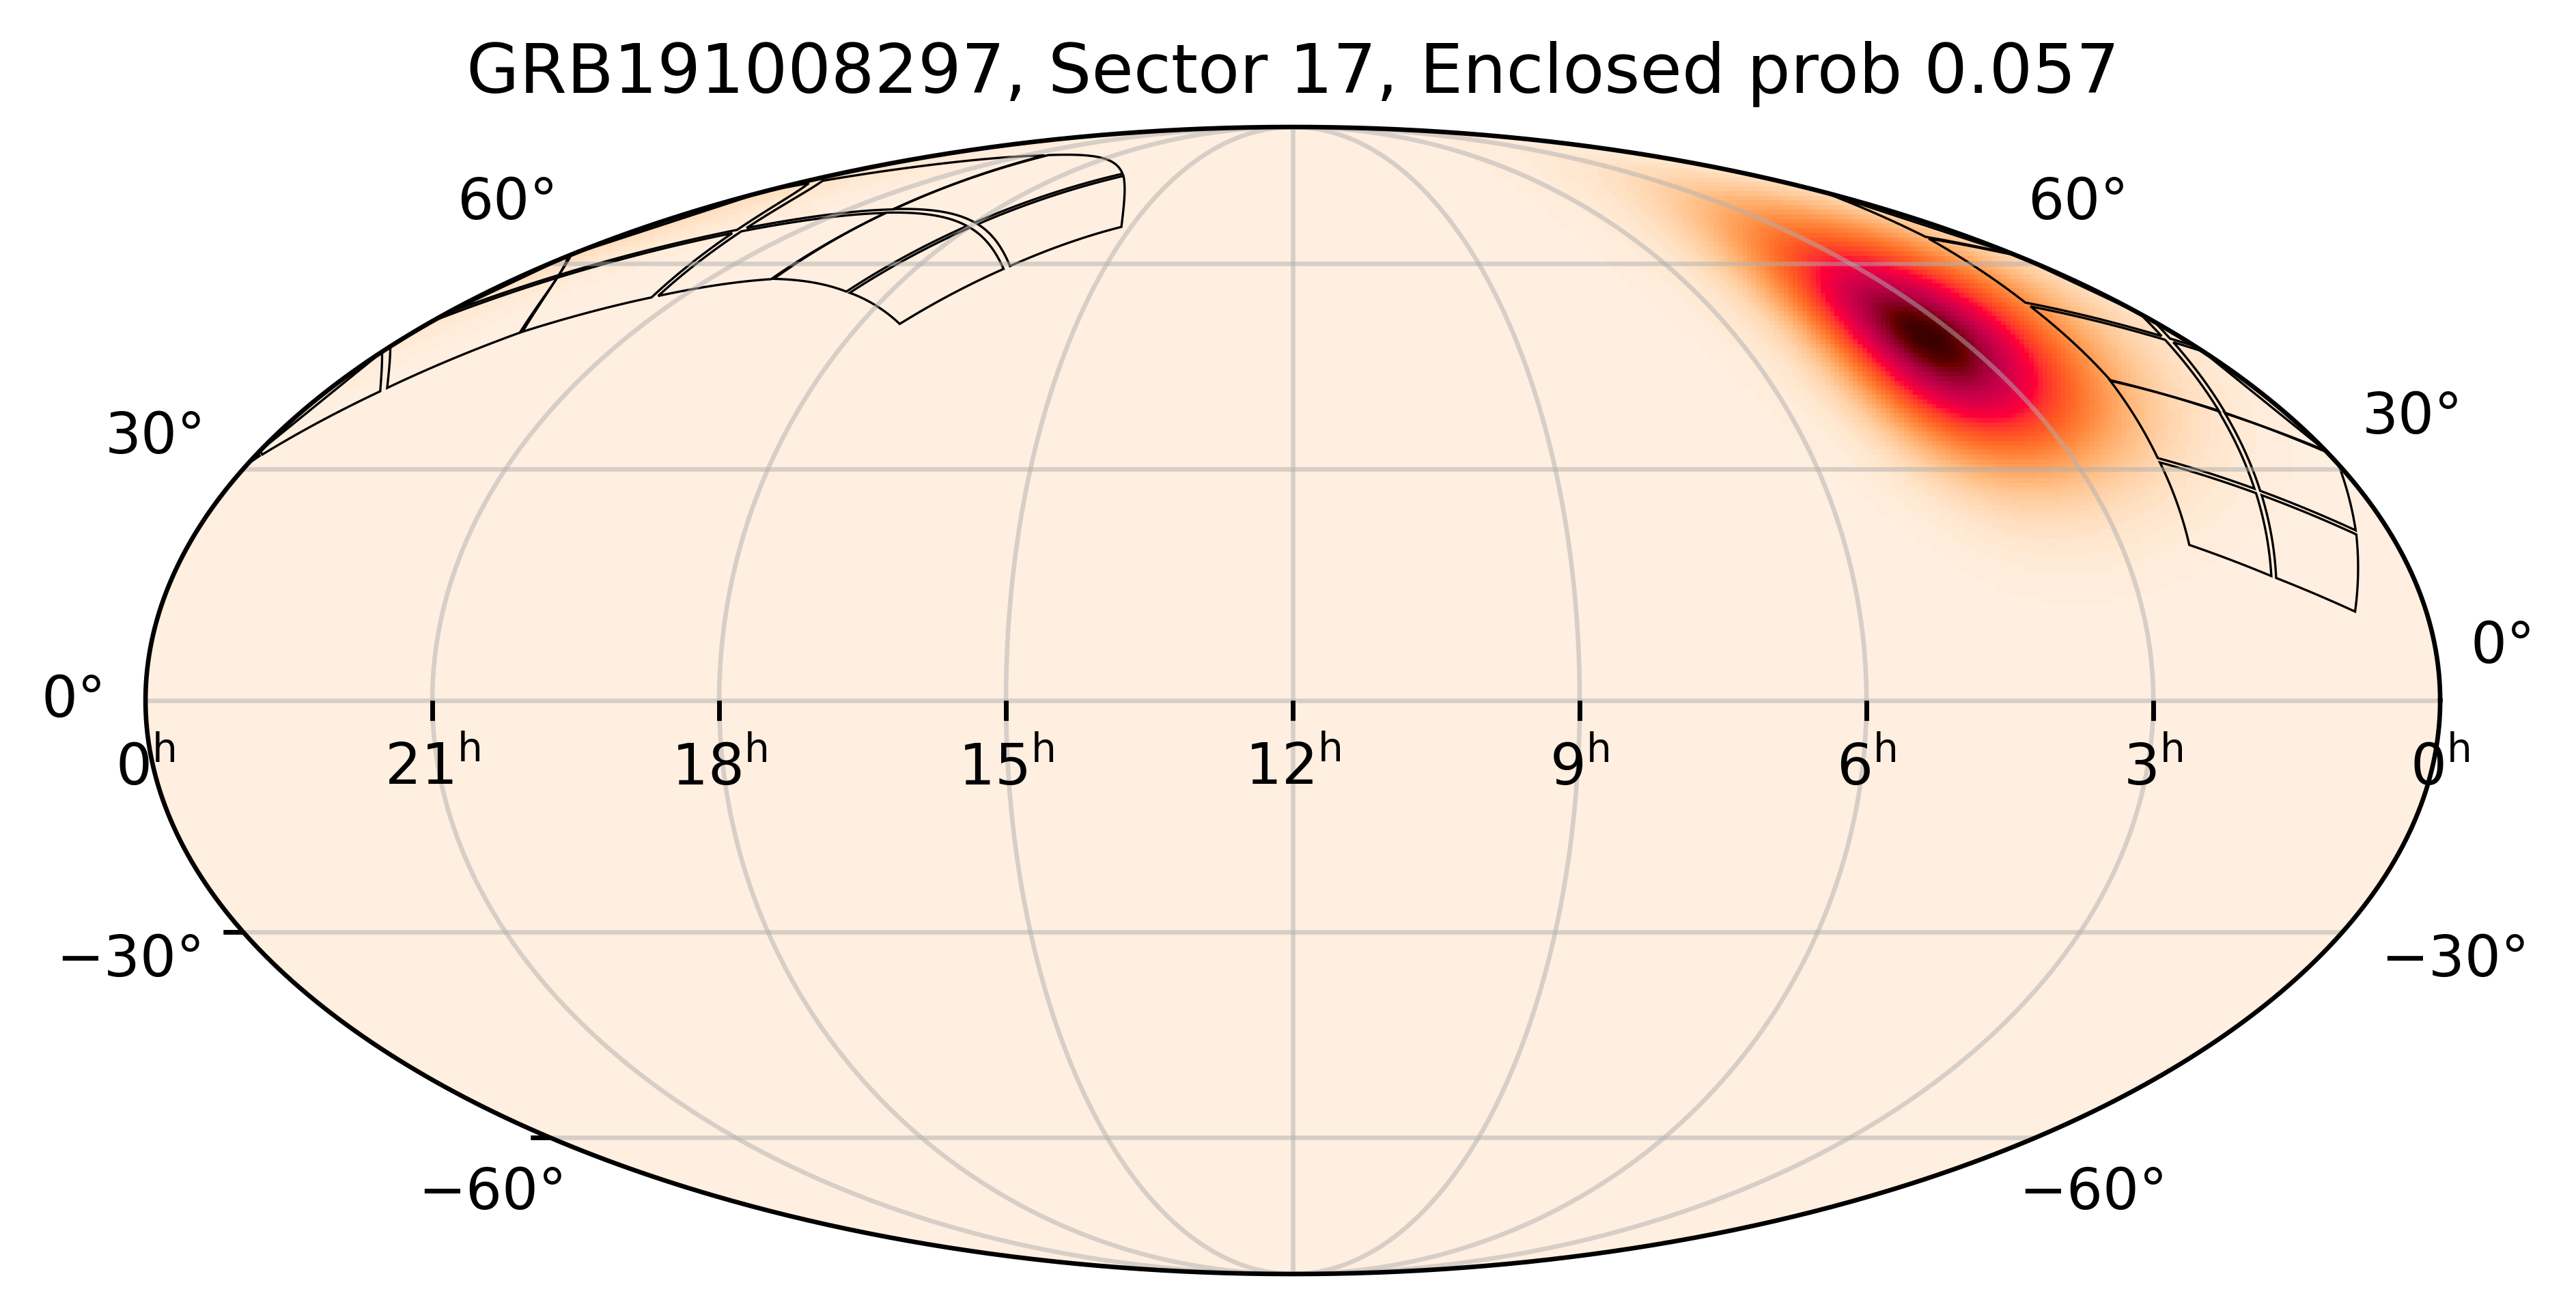 GRB191008297, Sector 17, Enclosed prob 0.057
60° 60°
30° 30°
0° 0°
0ʰ 21ʰ 18ʰ 15ʰ 12ʰ 9ʰ 6ʰ 3ʰ 0ʰ
−30° −30°
−60° −60°